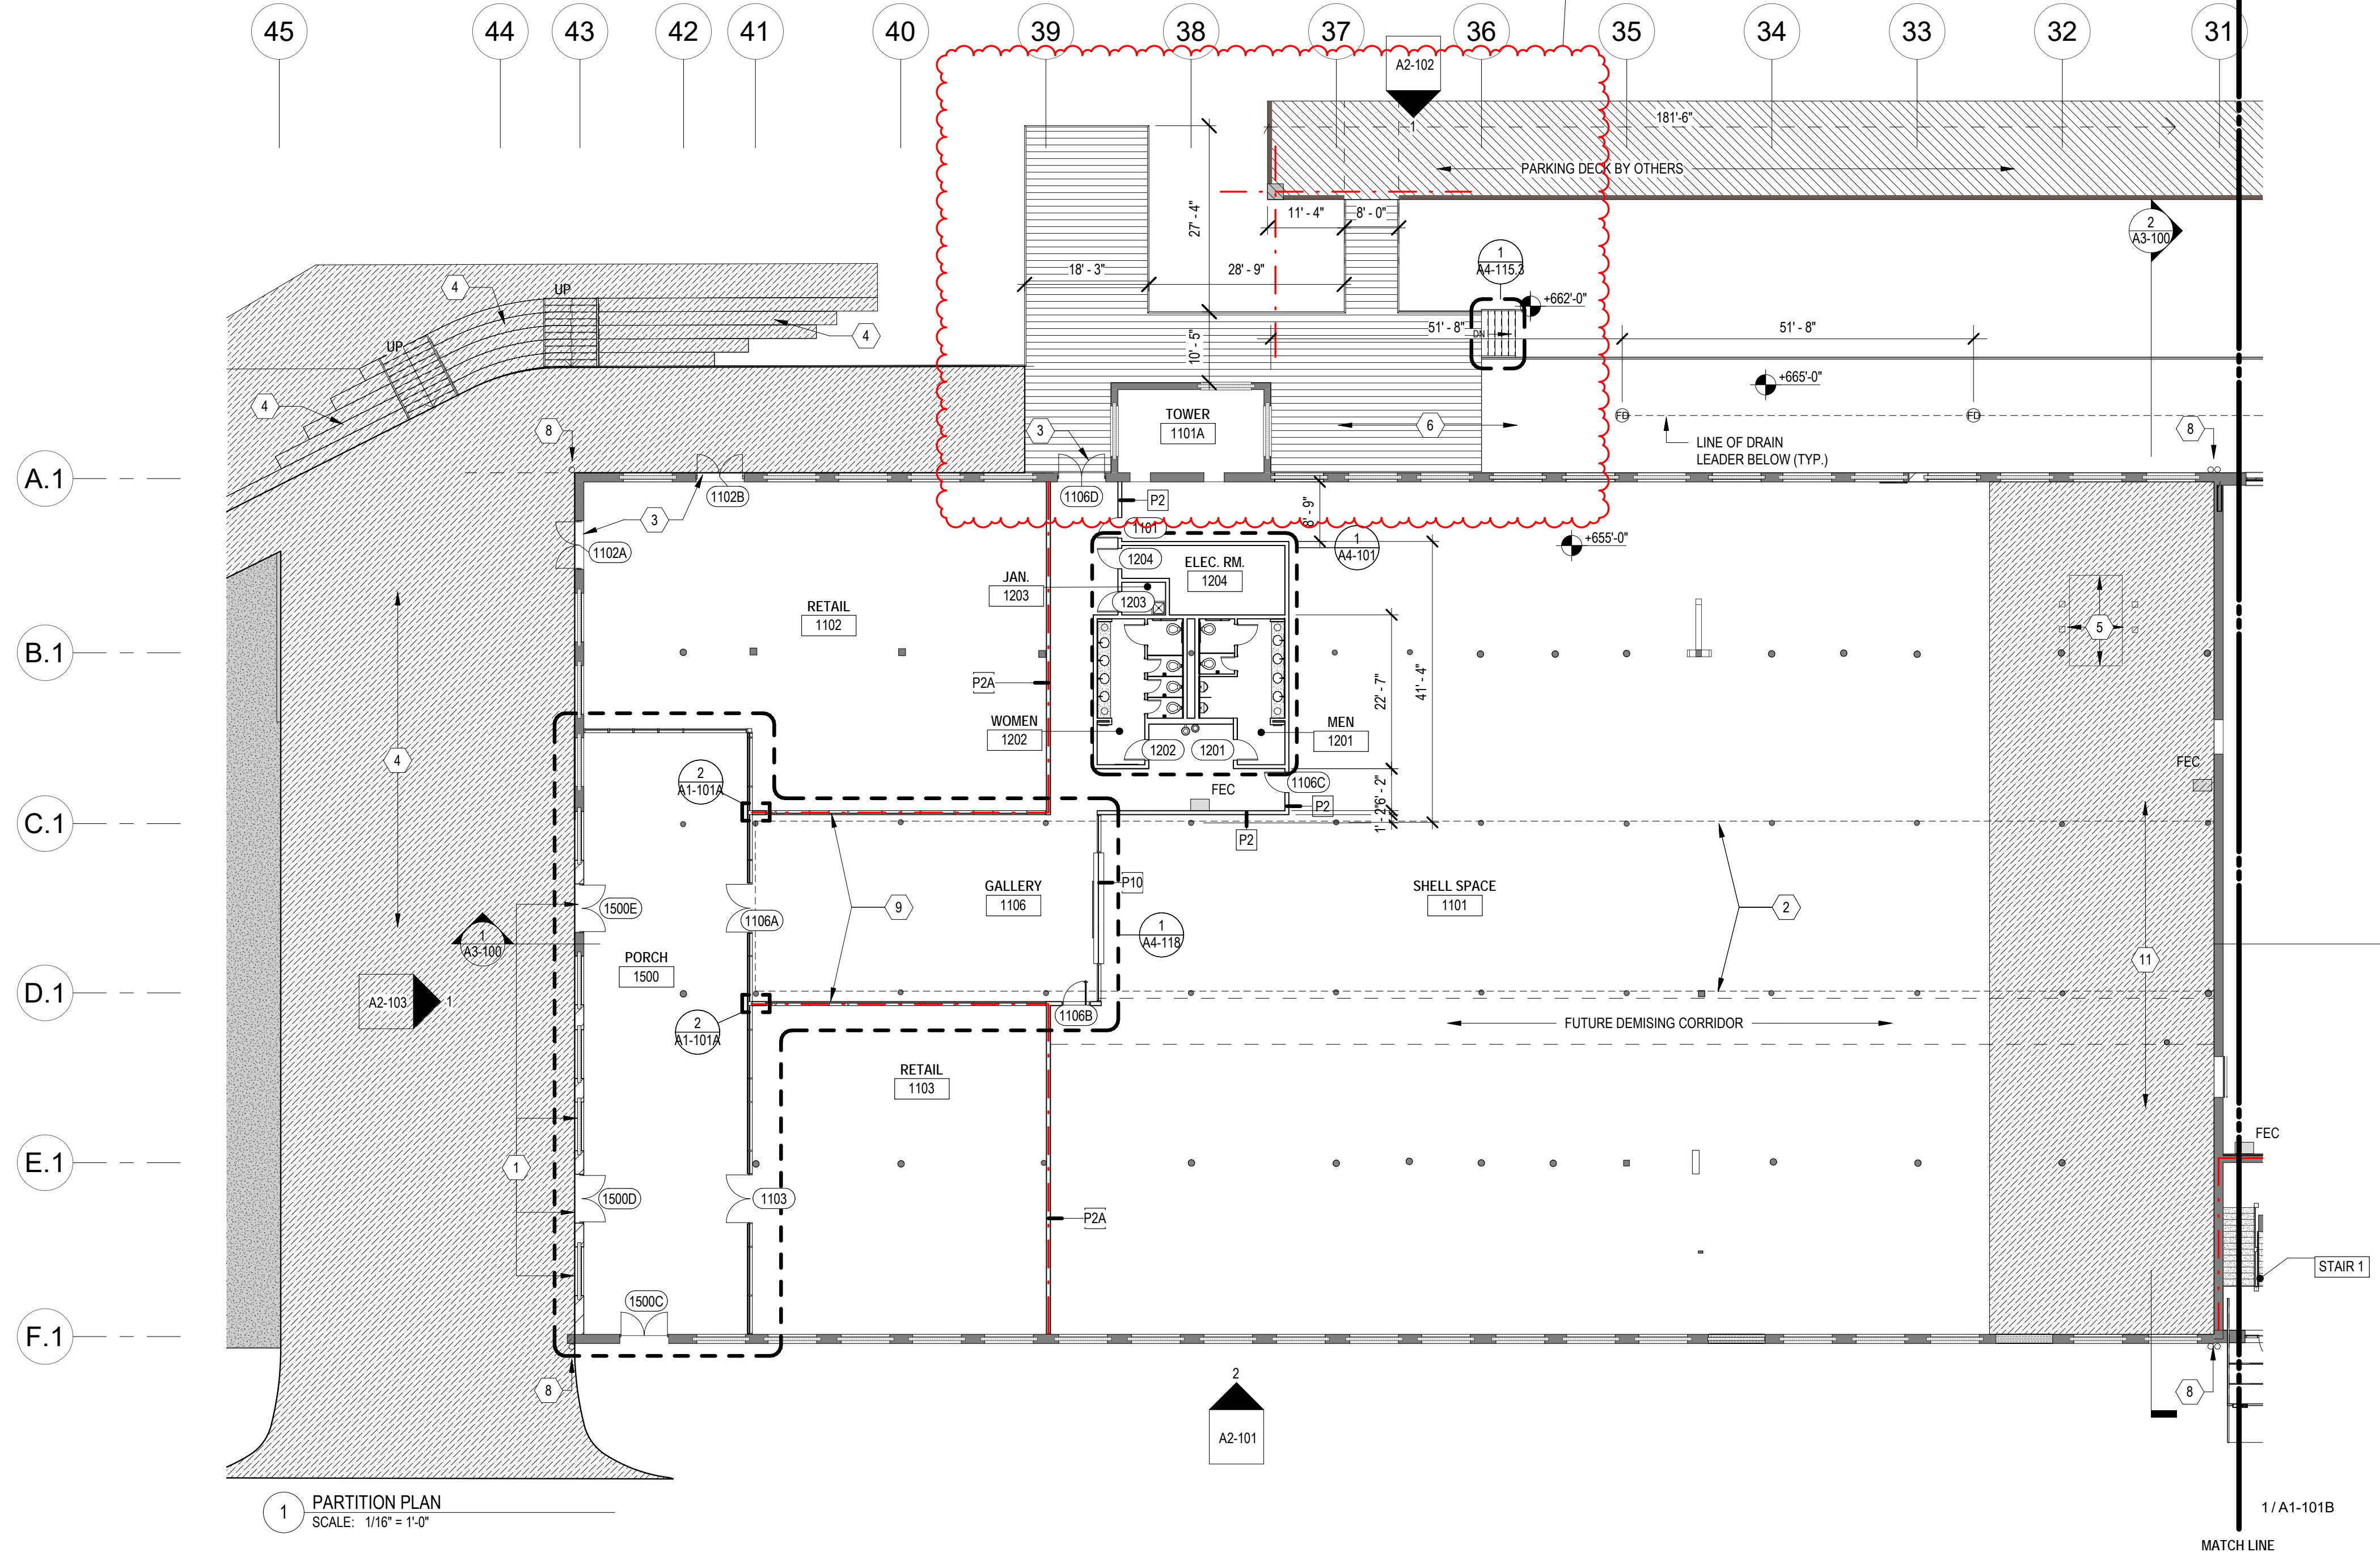 45 44 43 42 41 40 39 38 37 36 35 34 33 32 31
A2-102
1
181'-6"
PARKING DECK BY OTHERS
11' - 4" 8' - 0"
27' - 4"
2
A3-100
18' - 3" 28' - 9"
1
A4-115.3
4
UP
+662'-0"
4
51' - 8" DN 51' - 8"
UP
10' - 5"
+665'-0"
4
TOWER
1101A
FD FD
8 3 6 8
LINE OF DRAIN
LEADER BELOW (TYP.)
A.1
1102B 1106D P2
8' - 9"
3
1101
1102A
1
A4-101
+655'-0"
1204 ELEC. RM.
1204
JAN.
1203
1203
RETAIL
1102
5
B.1
P2A
22' - 7"
41' - 4"
WOMEN
1202
MEN
1201
1202 1201
4
FEC
2
A1-101A
1106C
FEC
6' - 2"
P2
1' - 2"
C.1
P2
P10
GALLERY
1106
SHELL SPACE
1101
1500E 1106A 9 2
1
A4-118
1
A3-100
PORCH
1500
11
D.1
A2-103 1
1106B
2
A1-101A
FUTURE DEMISING CORRIDOR
RETAIL
1103
FEC
E.1
1
1500D 1103
P2A
STAIR 1
1500C
F.1
8 8
2
A2-101
1 PARTITION PLAN
SCALE: 1/16" = 1'-0"
1 / A1-101B
MATCH LINE